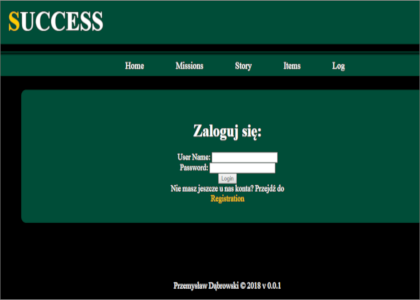 SUCCESS
Home Missions Story Items Log
Zaloguj się:
User Name:
Password:
Login
Nie masz jeszcze u nas konta? Przejdź do
Registration
Przemysław Dąbrowski © 2018 v 0.0.1